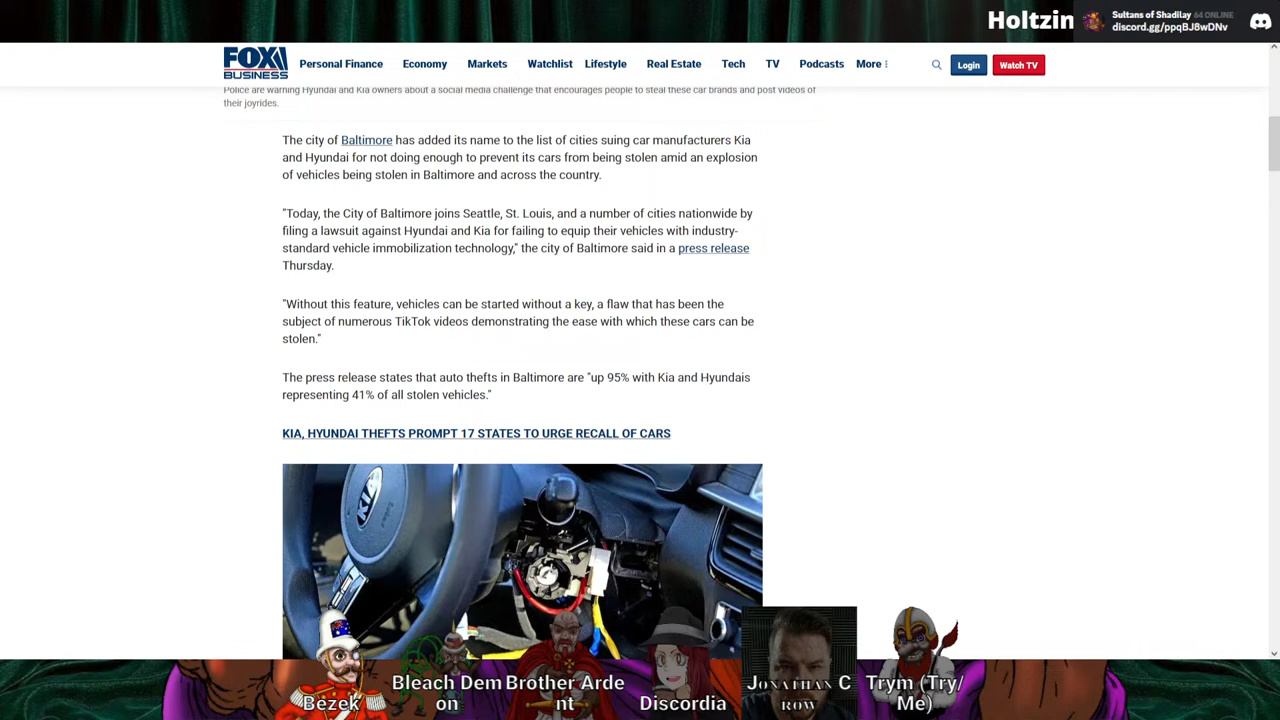 Holtzin
Sultans of Shadilay 64 ONLINE
discord.gg/ppqBJ8wDNv
FOX
BUSINESS
Personal Finance Economy Markets Watchlist Lifestyle Real Estate Tech TV Podcasts More
Login
Watch TV
Police are warning Hyundai and Kia owners about a social media challenge that encourages people to steal these car brands and post videos of
their joyrides.
The city of Baltimore has added its name to the list of cities suing car manufacturers Kia
and Hyundai for not doing enough to prevent its cars from being stolen amid an explosion
of vehicles being stolen in Baltimore and across the country.
"Today, the City of Baltimore joins Seattle, St. Louis, and a number of cities nationwide by
filing a lawsuit against Hyundai and Kia for failing to equip their vehicles with industry-
standard vehicle immobilization technology," the city of Baltimore said in a press release
Thursday.
"Without this feature, vehicles can be started without a key, a flaw that has been the
subject of numerous TikTok videos demonstrating the ease with which these cars can be
stolen."
The press release states that auto thefts in Baltimore are "up 95% with Kia and Hyundais
representing 41% of all stolen vehicles."
KIA, HYUNDAI THEFTS PROMPT 17 STATES TO URGE RECALL OF CARS
KIA
Bezek
Bleach Dem
on
Brother Arde
nt
Discordia
Jonathan C
row
Trym (Try/
Me)